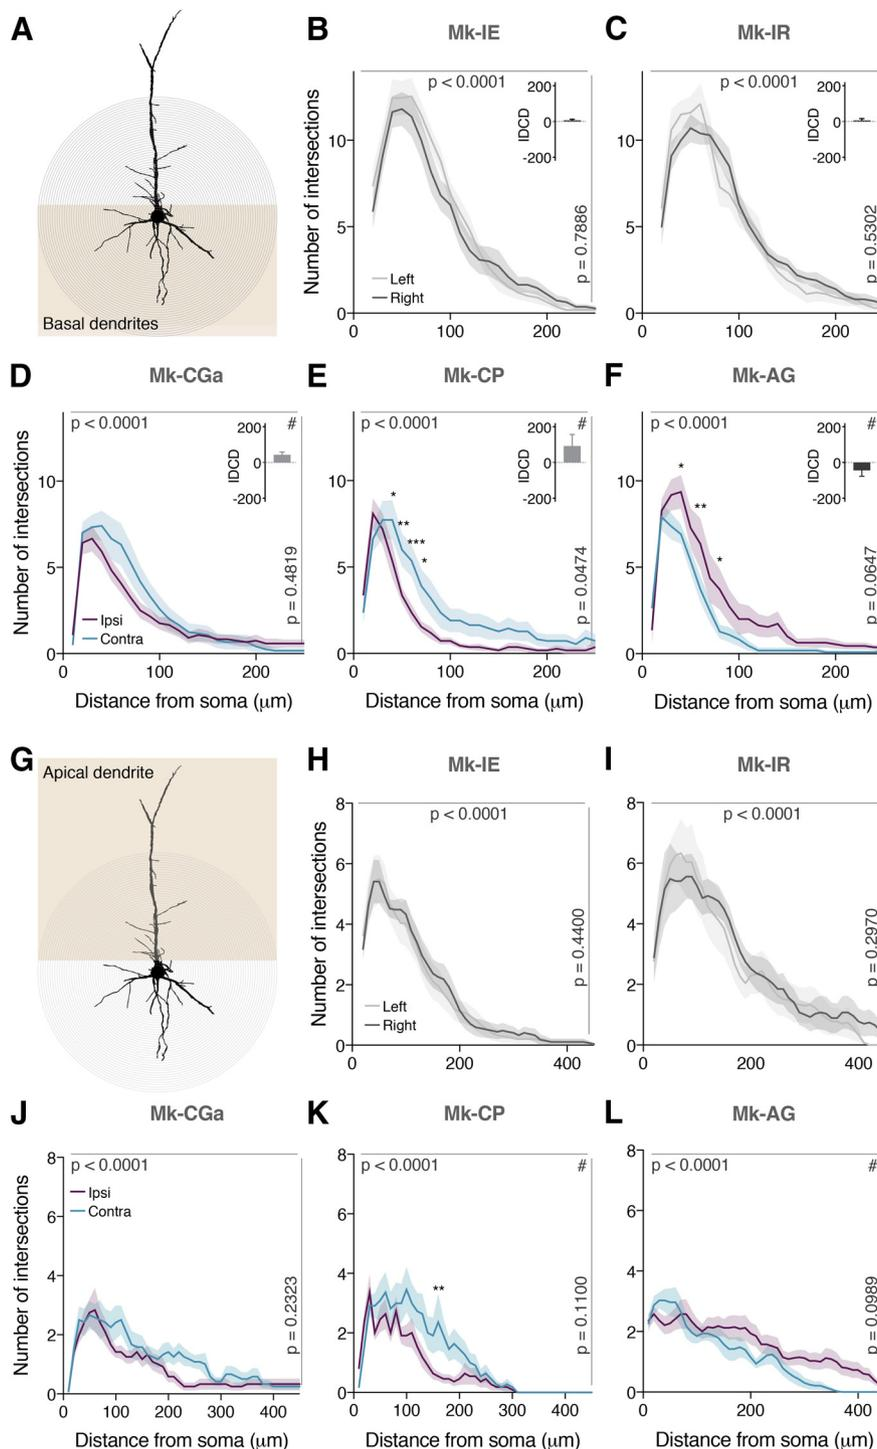 A
Basal dendrites
B
Mk-IE
Number of intersections
10
5
0
0
100
200
p < 0.0001
IDCD
200
0
-200
p = 0.7886
Left
Right
C
Mk-IR
10
5
0
0
100
200
p < 0.0001
IDCD
200
0
-200
p = 0.5302
D
Mk-CGa
Number of intersections
10
5
0
0
100
200
p < 0.0001
#
IDCD
200
0
-200
p = 0.4819
Ipsi
Contra
Distance from soma (μm)
E
Mk-CP
10
5
0
0
100
200
p < 0.0001
#
IDCD
200
0
-200
*
**
***
*
p = 0.0474
Distance from soma (μm)
F
Mk-AG
10
5
0
0
100
200
p < 0.0001
#
IDCD
200
0
-200
*
**
*
p = 0.0647
Distance from soma (μm)
G
Apical dendrite
H
Mk-IE
Number of intersections
8
6
4
2
0
0
200
400
p < 0.0001
p = 0.4400
Left
Right
I
Mk-IR
8
6
4
2
0
0
200
400
p < 0.0001
p = 0.2970
J
Mk-CGa
Number of intersections
8
6
4
2
0
0
100
200
300
400
p < 0.0001
Ipsi
Contra
p = 0.2323
Distance from soma (μm)
K
Mk-CP
8
6
4
2
0
0
100
200
300
400
p < 0.0001
#
**
p = 0.1100
Distance from soma (μm)
L
Mk-AG
8
6
4
2
0
0
200
400
p < 0.0001
#
p = 0.0989
Distance from soma (μm)